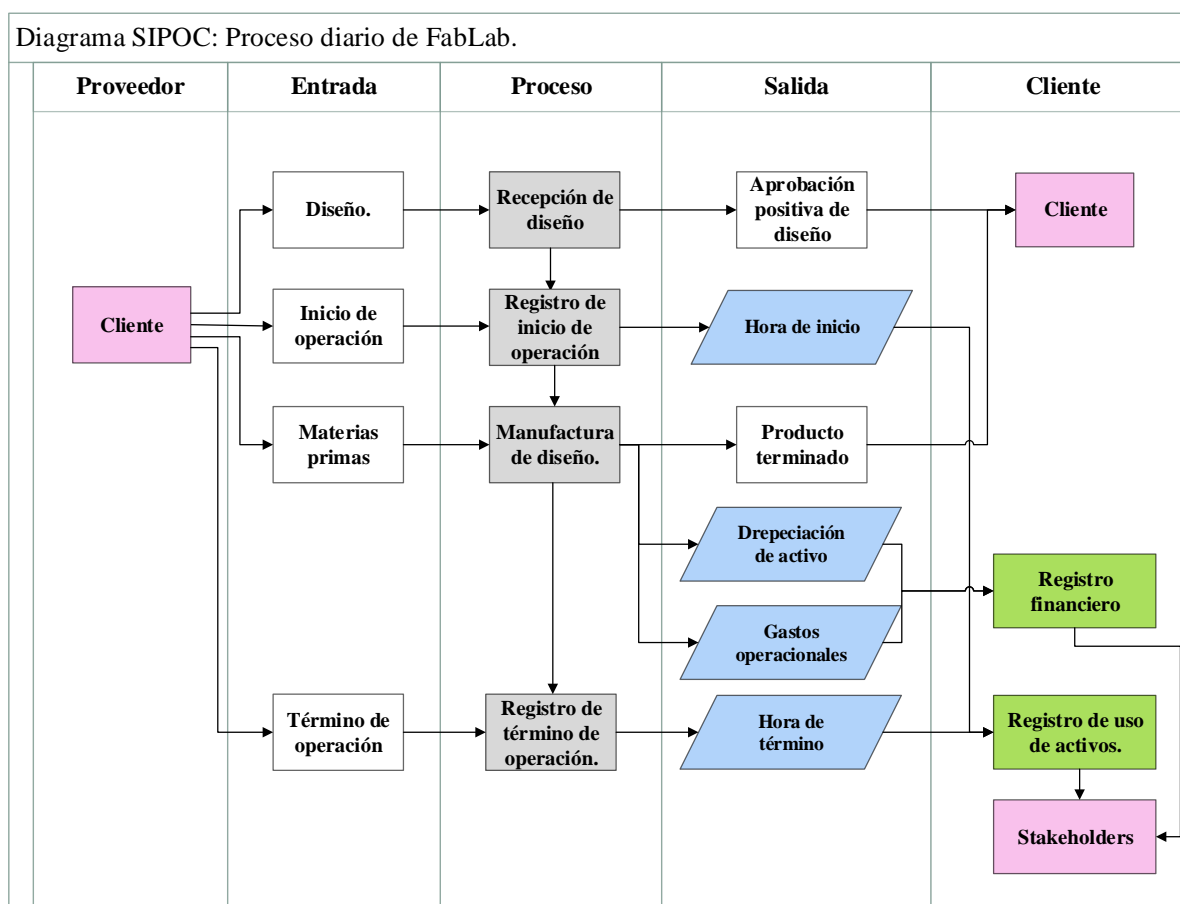 Diagrama SIPOC: Proceso diario de FabLab.
Proveedor
Entrada
Proceso
Salida
Cliente
Diseño.
Recepción de
diseño
Aprobación
positiva de
diseño
Cliente
Cliente
Inicio de
operación
Registro de
inicio de
operación
Hora de inicio
Materias
primas
Manufactura
de diseño.
Producto
terminado
Drepeciación
de activo
Registro
financiero
Gastos
operacionales
Término de
operación
Registro de
término de
operación.
Hora de
término
Registro de uso
de activos.
Stakeholders